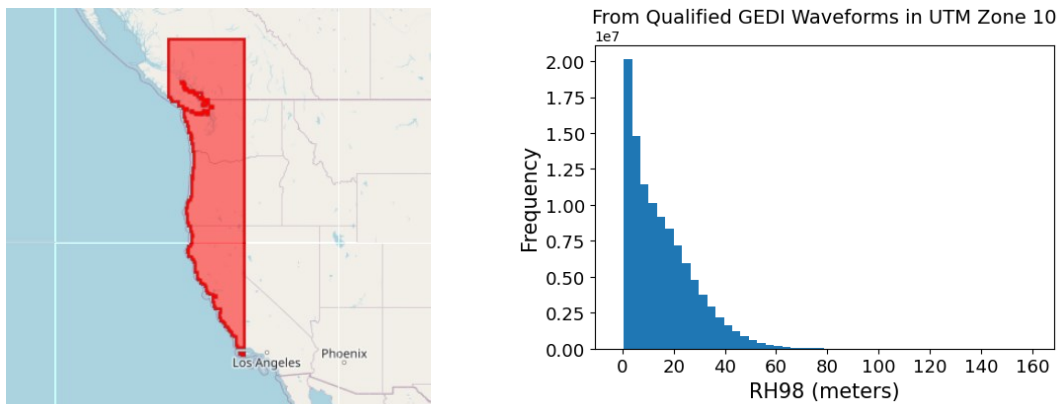 Los Angeles
Phoenix
From Qualified GEDI Waveforms in UTM Zone 10
1e7
2.00
1.75
1.50
1.25
1.00
0.75
0.50
0.25
0.00
Frequency
0 20 40 60 80 100 120 140 160
RH98 (meters)